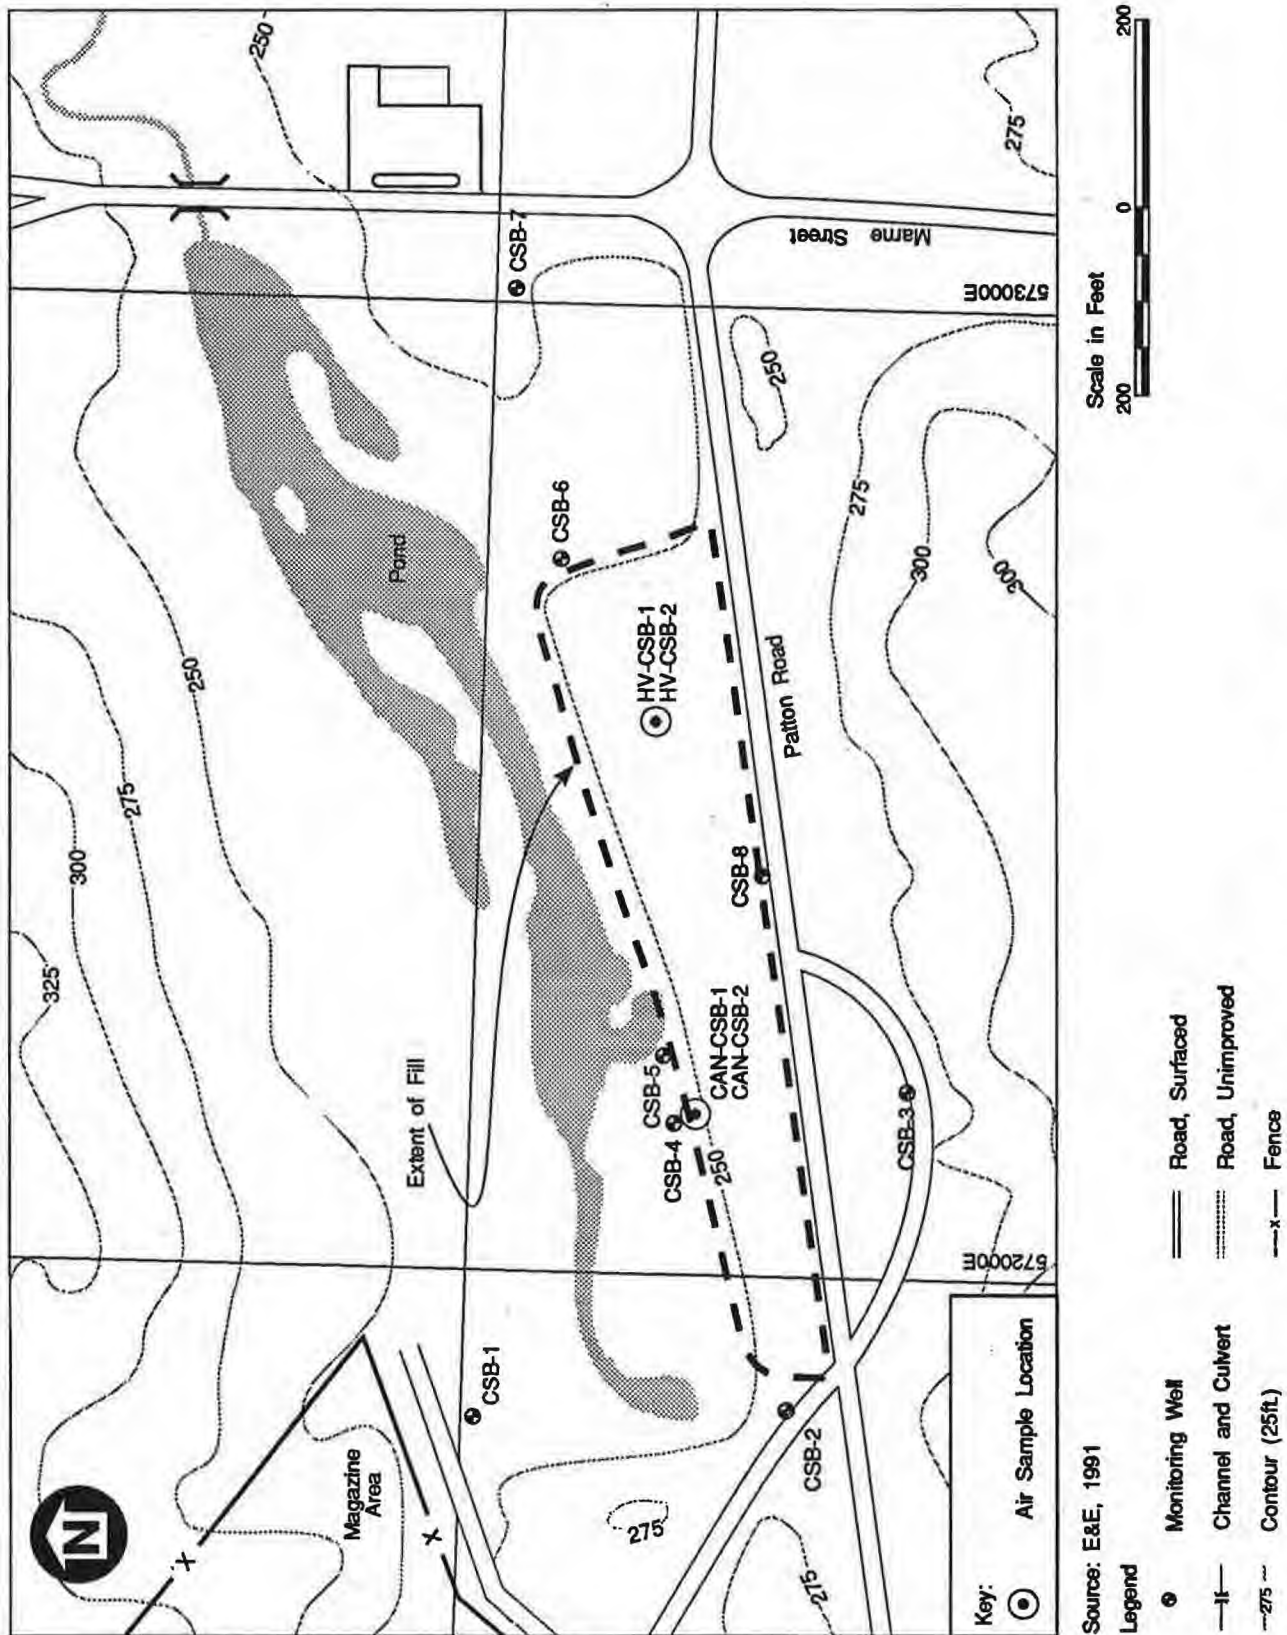 N
325
300
275
250
250
Magazine
Area
X
X
CSB-1
Extent of Fill
Pond
CSB-7
CSB-6
CSB-5
CSB-4
CAN-CSB-1
CAN-CSB-2
HV-CSB-1
HV-CSB-2
CSB-8
250
275
CSB-2
CSB-3
Patton Road
Marne Street
250
275
275
300
300
275
572000E
573000E
Key:
Air Sample Location
Source: E&E, 1991
Scale in Feet
200 0 200
Legend
Monitoring Well
Channel and Culvert
275 Contour (25ft.)
Road, Surfaced
Road, Unimproved
x Fence